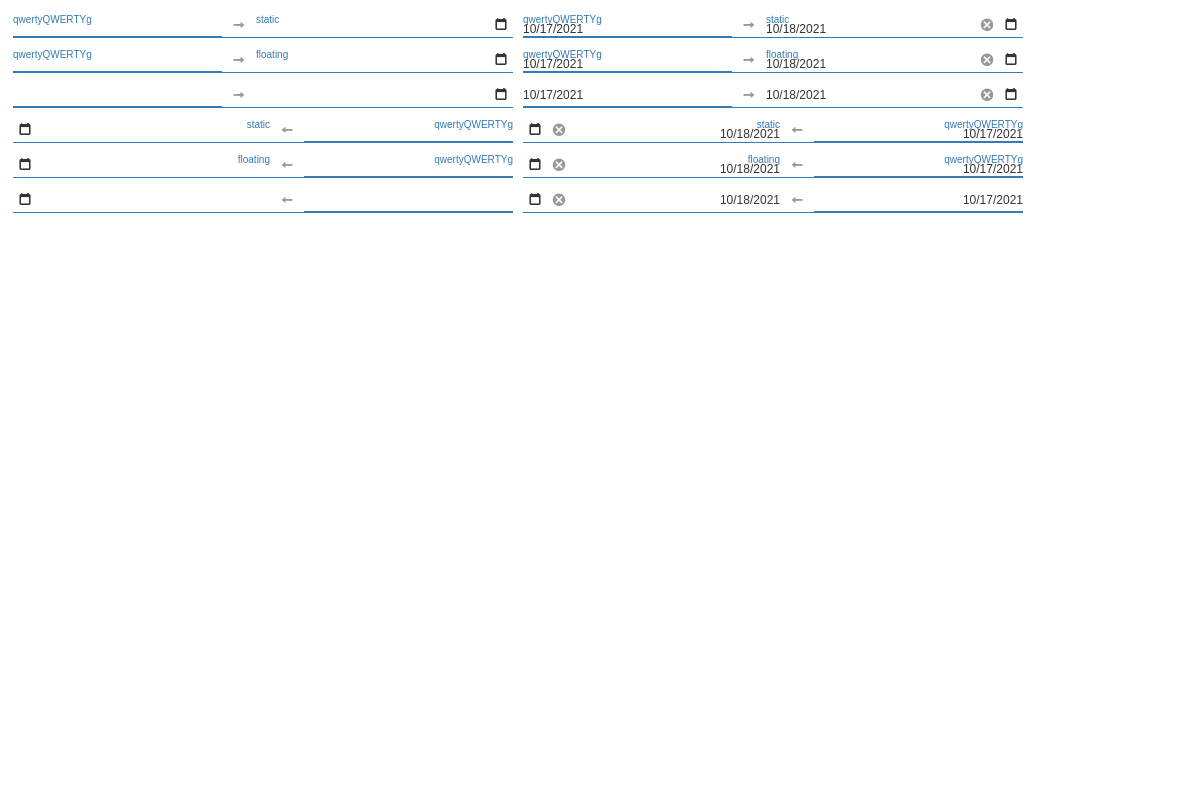 qwertyQWERTYg static qwertyQWERTYg static
10/17/2021 10/18/2021
qwertyQWERTYg floating qwertyQWERTYg floating
10/17/2021 10/18/2021
10/17/2021 10/18/2021
static qwertyQWERTYg static qwertyQWERTYg
10/18/2021 10/17/2021
floating qwertyQWERTYg floating qwertyQWERTYg
10/18/2021 10/17/2021
10/18/2021 10/17/2021